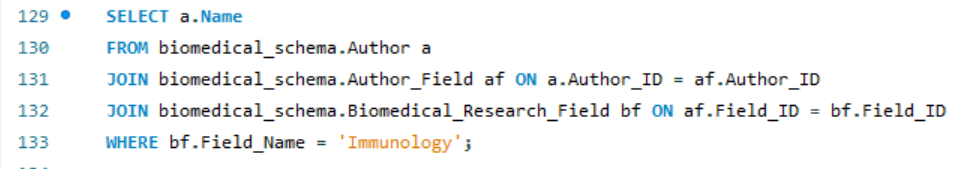 129 SELECT a.Name
130 FROM biomedical_schema.Author a
131 JOIN biomedical_schema.Author_Field af ON a.Author_ID = af.Author_ID
132 JOIN biomedical_schema.Biomedical_Research_Field bf ON af.Field_ID = bf.Field_ID
133 WHERE bf.Field_Name = 'Immunology';